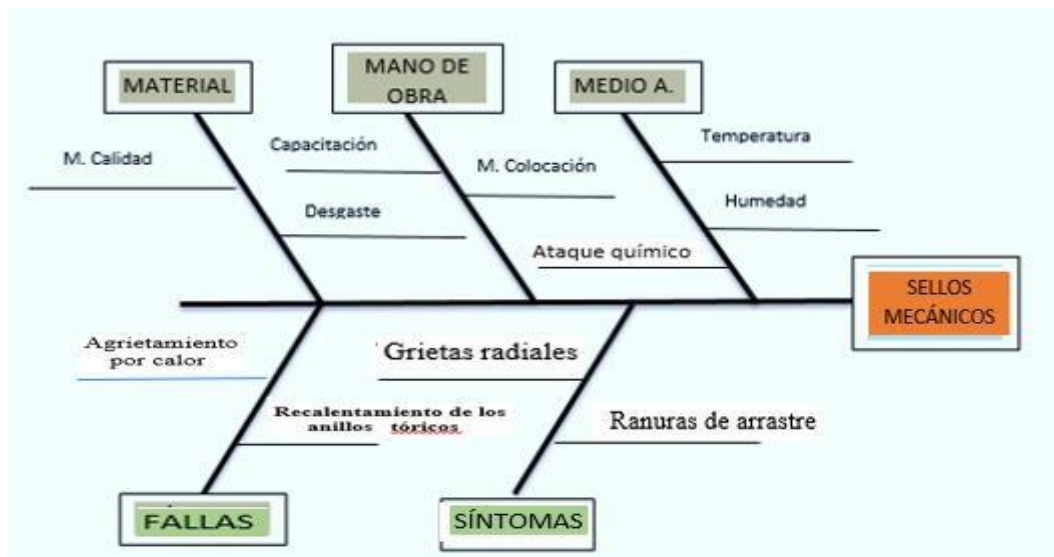 MATERIAL
MANO DE
OBRA
MEDIO A.
M. Calidad
Capacitación
Desgaste
M. Colocación
Temperatura
Humedad
Ataque químico
SELLOS
MECÁNICOS
Agrietamiento
por calor
Grietas radiales
Recalentamiento de los
anillos tóricos
Ranuras de arrastre
FALLAS
SÍNTOMAS